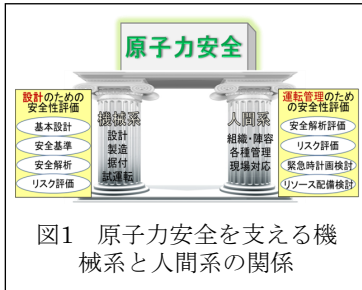 原子力安全
設計のための
安全性評価
基本設計
安全基準
安全解析
リスク評価
機械系
設計
製造
据付
試運転
人間系
組織・陣容
各種管理
現場対応
運転管理のため
の安全性評価
安全解析評価
リスク評価
緊急時計画検討
リソース配備検討
図1 原子力安全を支える機
械系と人間系の関係